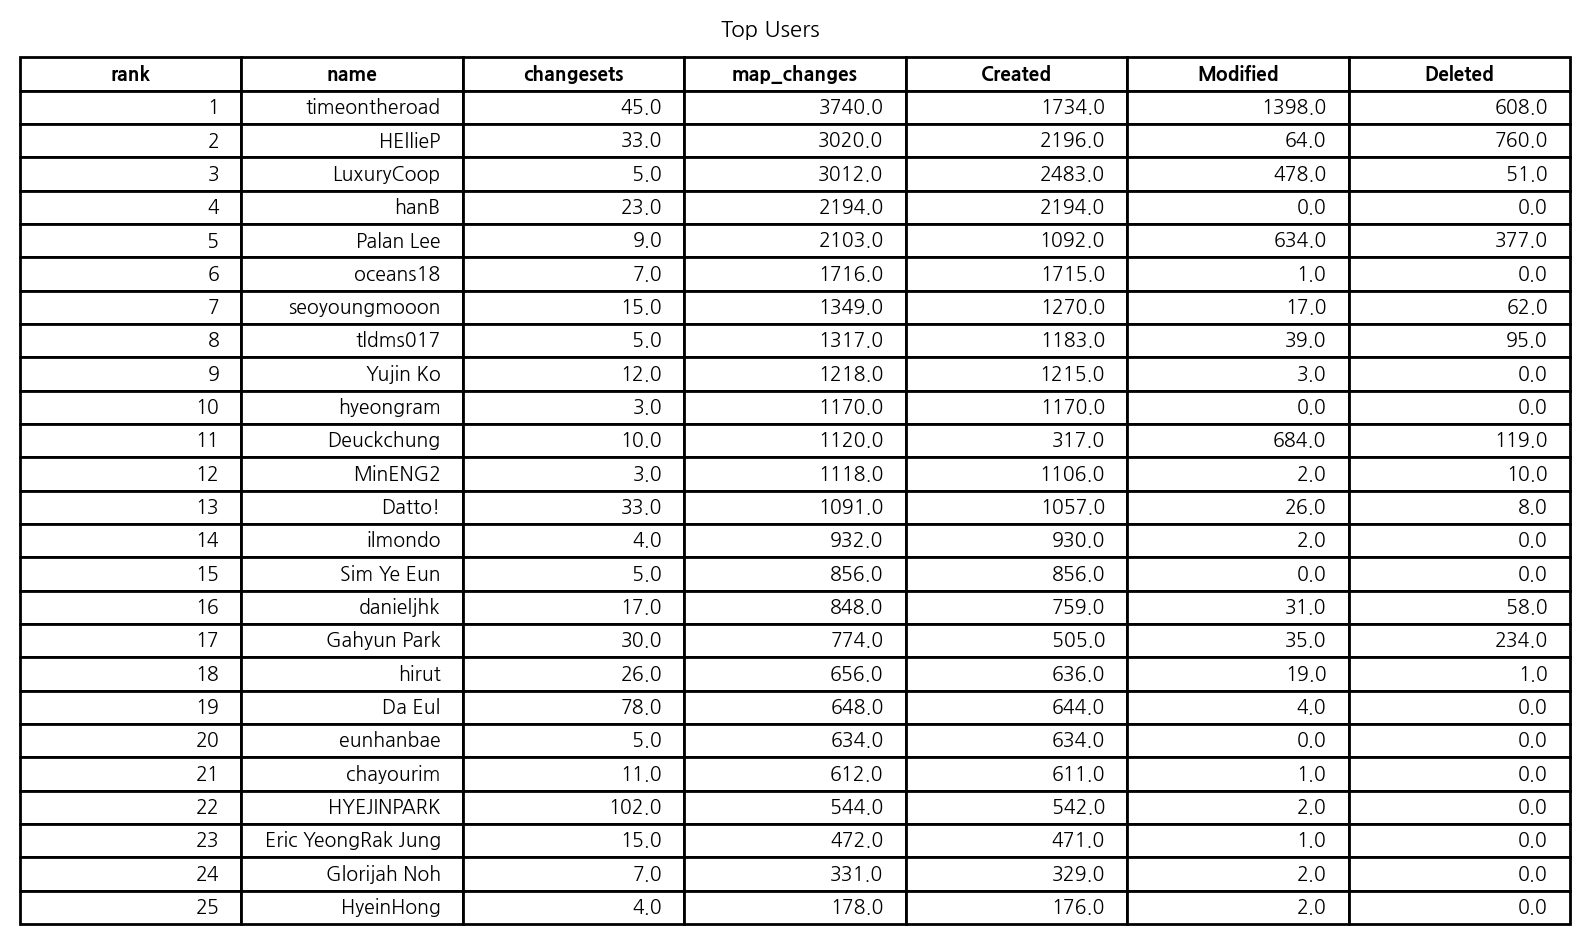 Top Users
rank name changesets map_changes Created Modified Deleted
1 timeontheroad 45.0 3740.0 1734.0 1398.0 608.0
2 HEllieP 33.0 3020.0 2196.0 64.0 760.0
3 LuxuryCoop 5.0 3012.0 2483.0 478.0 51.0
4 hanB 23.0 2194.0 2194.0 0.0 0.0
5 Palan Lee 9.0 2103.0 1092.0 634.0 377.0
6 oceans18 7.0 1716.0 1715.0 1.0 0.0
7 seoyoungmooon 15.0 1349.0 1270.0 17.0 62.0
8 tldms017 5.0 1317.0 1183.0 39.0 95.0
9 Yujin Ko 12.0 1218.0 1215.0 3.0 0.0
10 hyeongram 3.0 1170.0 1170.0 0.0 0.0
11 Deuckchung 10.0 1120.0 317.0 684.0 119.0
12 MinENG2 3.0 1118.0 1106.0 2.0 10.0
13 Datto! 33.0 1091.0 1057.0 26.0 8.0
14 ilmondo 4.0 932.0 930.0 2.0 0.0
15 Sim Ye Eun 5.0 856.0 856.0 0.0 0.0
16 danieljhk 17.0 848.0 759.0 31.0 58.0
17 Gahyun Park 30.0 774.0 505.0 35.0 234.0
18 hirut 26.0 656.0 636.0 19.0 1.0
19 Da Eul 78.0 648.0 644.0 4.0 0.0
20 eunhanbae 5.0 634.0 634.0 0.0 0.0
21 chayourim 11.0 612.0 611.0 1.0 0.0
22 HYEJINPARK 102.0 544.0 542.0 2.0 0.0
23 Eric YeongRak Jung 15.0 472.0 471.0 1.0 0.0
24 Glorijah Noh 7.0 331.0 329.0 2.0 0.0
25 HyeinHong 4.0 178.0 176.0 2.0 0.0